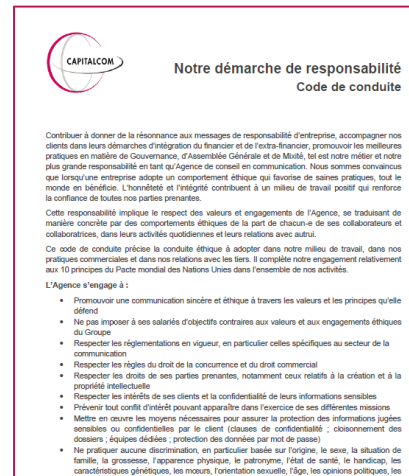 CAPITALCOM
Notre démarche de responsabilité
Code de conduite
Contribuer à donner de la résonnance aux messages de responsabilité d'entreprise, accompagner nos
clients dans leurs démarches d'intégration du financier et de l'extra-financier, promouvoir les meilleures
pratiques en matière de Gouvernance, d'Assemblée Générale et de Mixité, tel est notre métier et notre
plus grande responsabilité en tant qu'Agence de conseil en communication. Nous sommes convaincus
que lorsqu'une entreprise adopte un comportement éthique qui favorise de saines pratiques, tout le
monde en bénéficie. L'honnêteté et l'intégrité contribuent à un milieu de travail positif qui renforce
la confiance de toutes nos parties prenantes.
Cette responsabilité implique le respect des valeurs et engagements de l'Agence, se traduisant de
manière concrète par des comportements éthiques de la part de chacun-e de ses collaborateurs et
collaboratrices, dans leurs activités quotidiennes et leurs relations avec autrui.
Ce code de conduite précise la conduite éthique à adopter dans notre milieu de travail, dans nos
pratiques commerciales et dans nos relations avec les tiers. Il complète notre engagement relativement
aux 10 principes du Pacte mondial des Nations Unies dans l'ensemble de nos activités.
L'Agence s'engage à :
• Promouvoir une communication sincère et éthique à travers les valeurs et les principes qu'elle
défend
• Ne pas imposer à ses salariés d'objectifs contraires aux valeurs et aux engagements éthiques
du Groupe
• Respecter les réglementations en vigueur, en particulier celles spécifiques au secteur de la
communication
• Respecter les règles du droit de la concurrence et du droit commercial
• Respecter les droits de ses parties prenantes, notamment ceux relatifs à la création et à la
propriété intellectuelle
• Respecter les intérêts de ses clients et la confidentialité de leurs informations sensibles
• Prévenir tout conflit d'intérêt pouvant apparaître dans l'exercice de ses différentes missions
• Mettre en œuvre les moyens nécessaires pour assurer la protection des informations jugées
sensibles ou confidentielles par le client (clauses de confidentialité ; cloisonnement des
dossiers ; équipes dédiées ; protection des données par mot de passe)
• Ne pratiquer aucune discrimination, en particulier basée sur l'origine, le sexe, la situation de
famille, la grossesse, l'apparence physique, le patronyme, l'état de santé, le handicap, les
caractéristiques génétiques, les mœurs, l'orientation sexuelle, l'âge, les opinions politiques, les